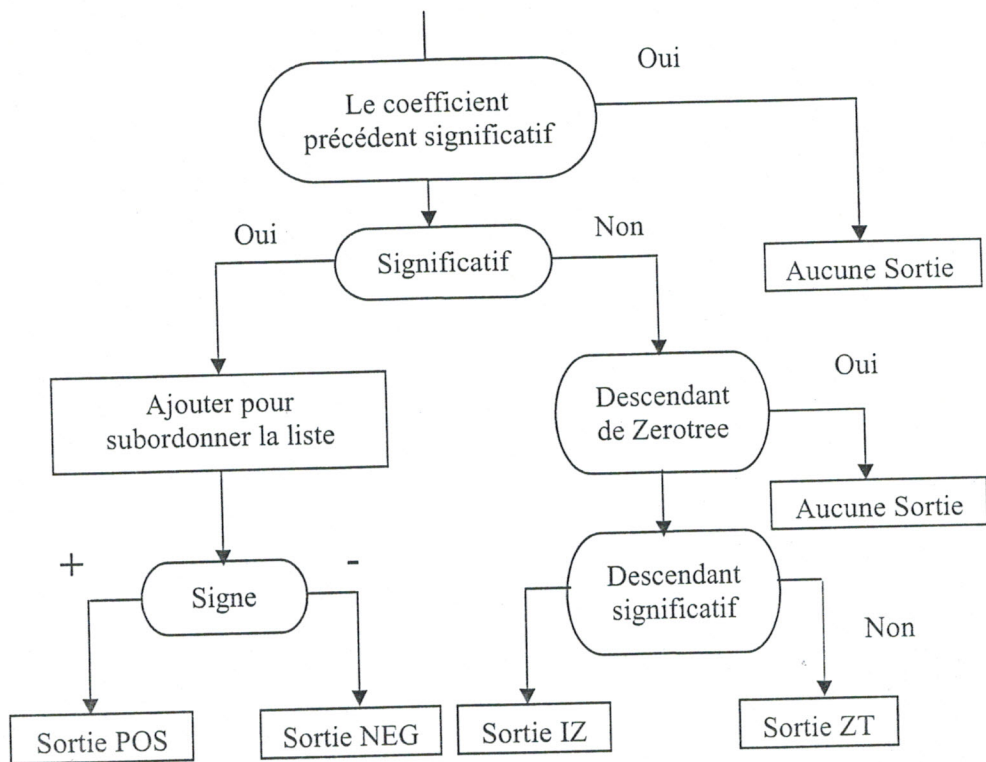 Oui
Le coefficient
précédent significatif
Oui
Non
Significatif
Aucune Sortie
Ajouter pour
subordonner la liste
Descendant
de Zerotree
Oui
Aucune Sortie
+
-
Signe
Descendant
significatif
Non
Sortie POS
Sortie NEG
Sortie IZ
Sortie ZT